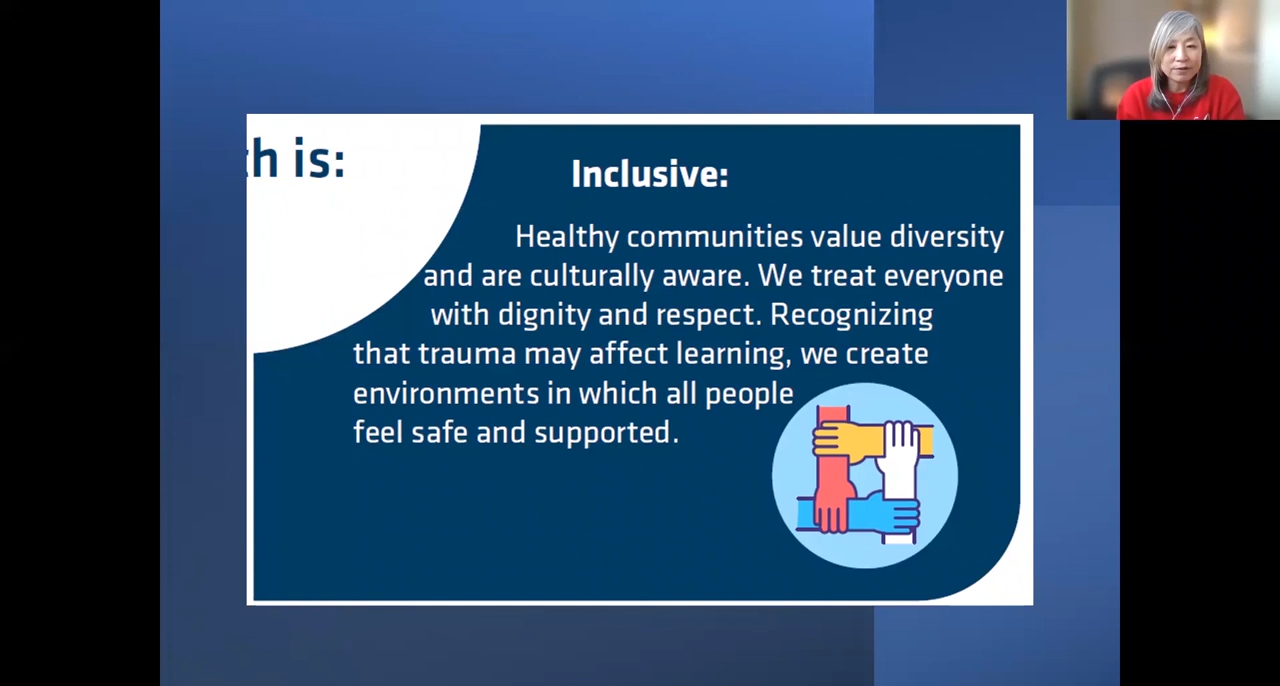 h is:
Inclusive:
Healthy communities value diversity
and are culturally aware. We treat everyone
with dignity and respect. Recognizing
that trauma may affect learning, we create
environments in which all people
feel safe and supported.